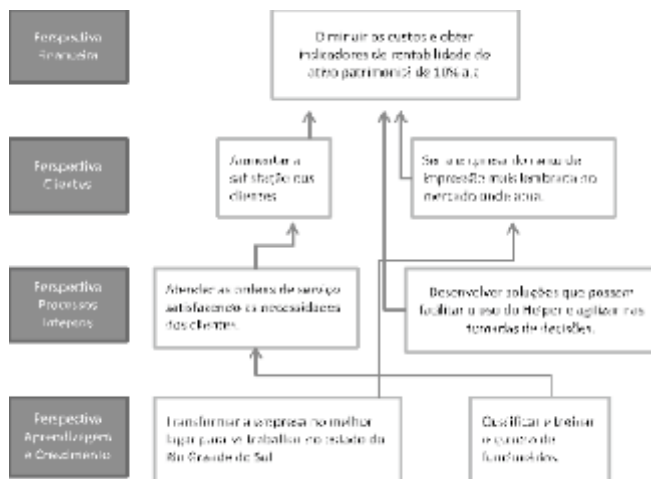 Perspectiva
Financeira
Diminuir os custos e obter
indicadores de rentabilidade do
ativo patrimonial de 10% a.a
Perspectiva
Clientes
Aumentar a
satisfação dos
clientes
Ser a empresa do ramo de
impressão mais lembrada no
mercado onde atua.
Perspectiva
Processos
Internos
Atender as ordens de serviço
satisfazendo as necessidades
dos clientes.
Desenvolver soluções que possam
facilitar o uso do Helper e agilizar nas
tomadas de decisões.
Perspectiva
Aprendizagem
e Crescimento
Transformar a empresa no melhor
lugar para se trabalhar no estado do
Rio Grande do Sul
Qualificar e treinar
o quadro de
funcionários.